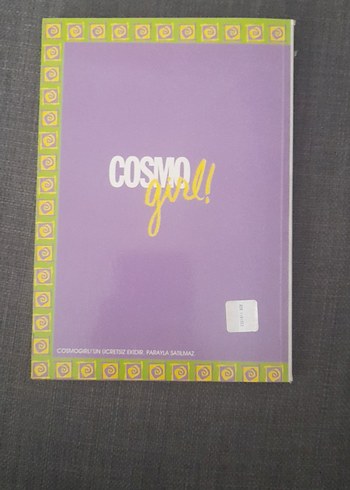 COSMO
girl!
COSMOGIRL!'ÜN ÜCRETSİZ EKİDİR. PARAYLA SATILMAZ